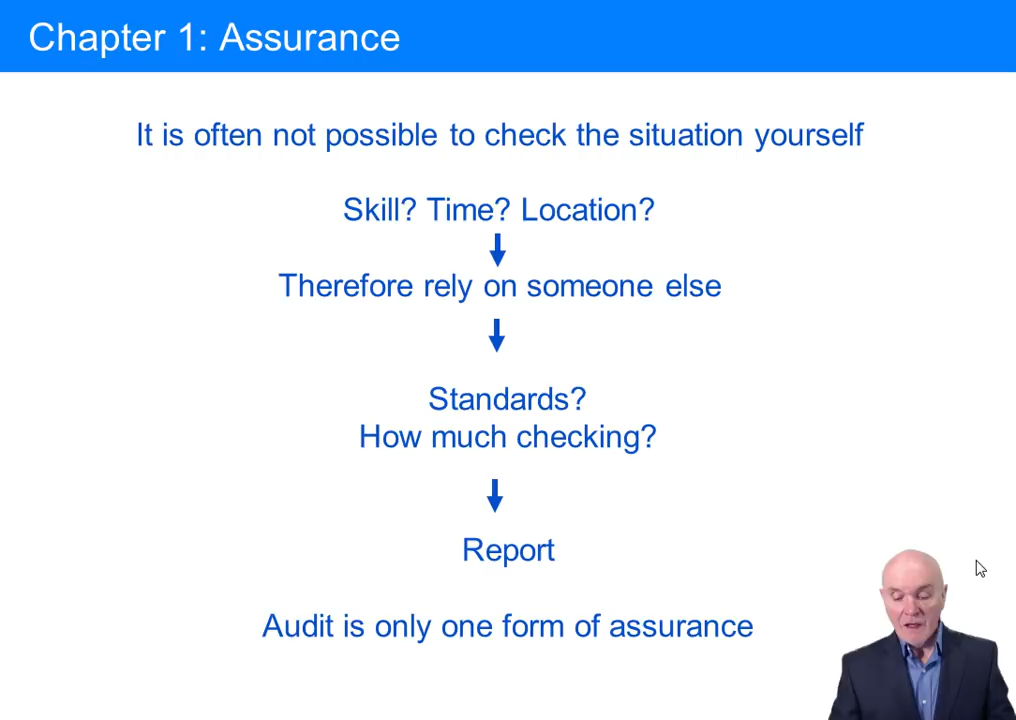 Chapter 1: Assurance
It is often not possible to check the situation yourself
Skill? Time? Location?
Therefore rely on someone else
Standards?
How much checking?
Report
Audit is only one form of assurance